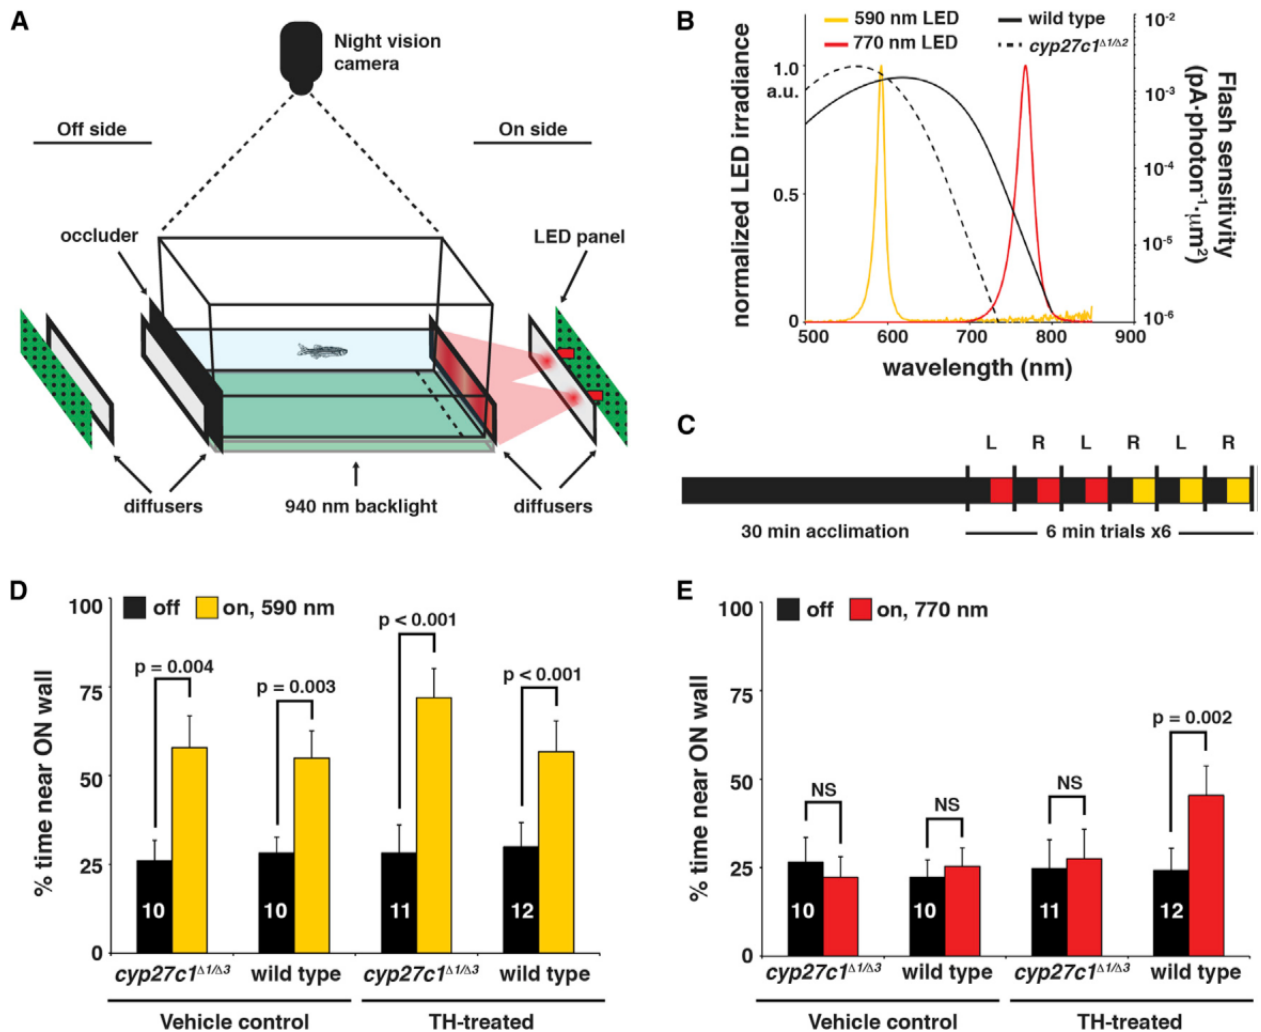 A
Night vision
camera
Off side
On side
occluder
LED panel
diffusers
940 nm backlight
diffusers
B
590 nm LED
770 nm LED
wild type
cyp27c1Δ1/Δ2
normalized LED irradiance
1.0
a.u.
0.5
0
10-2
10-3
10-4
10-5
10-6
Flash sensitivity
(pA·photon-1·μm2)
500 600 700 800 900
wavelength (nm)
C
L R L R L R
30 min acclimation
6 min trials x6
D
off
on, 590 nm
% time near ON wall
100
75
50
25
0
p = 0.004
p = 0.003
p < 0.001
p < 0.001
10 10 11 12
cyp27c1Δ1/Δ3 wild type cyp27c1Δ1/Δ3 wild type
Vehicle control TH-treated
E
off
on, 770 nm
% time near ON wall
100
75
50
25
0
NS
NS
NS
p = 0.002
10 10 11 12
cyp27c1Δ1/Δ3 wild type cyp27c1Δ1/Δ3 wild type
Vehicle control TH-treated